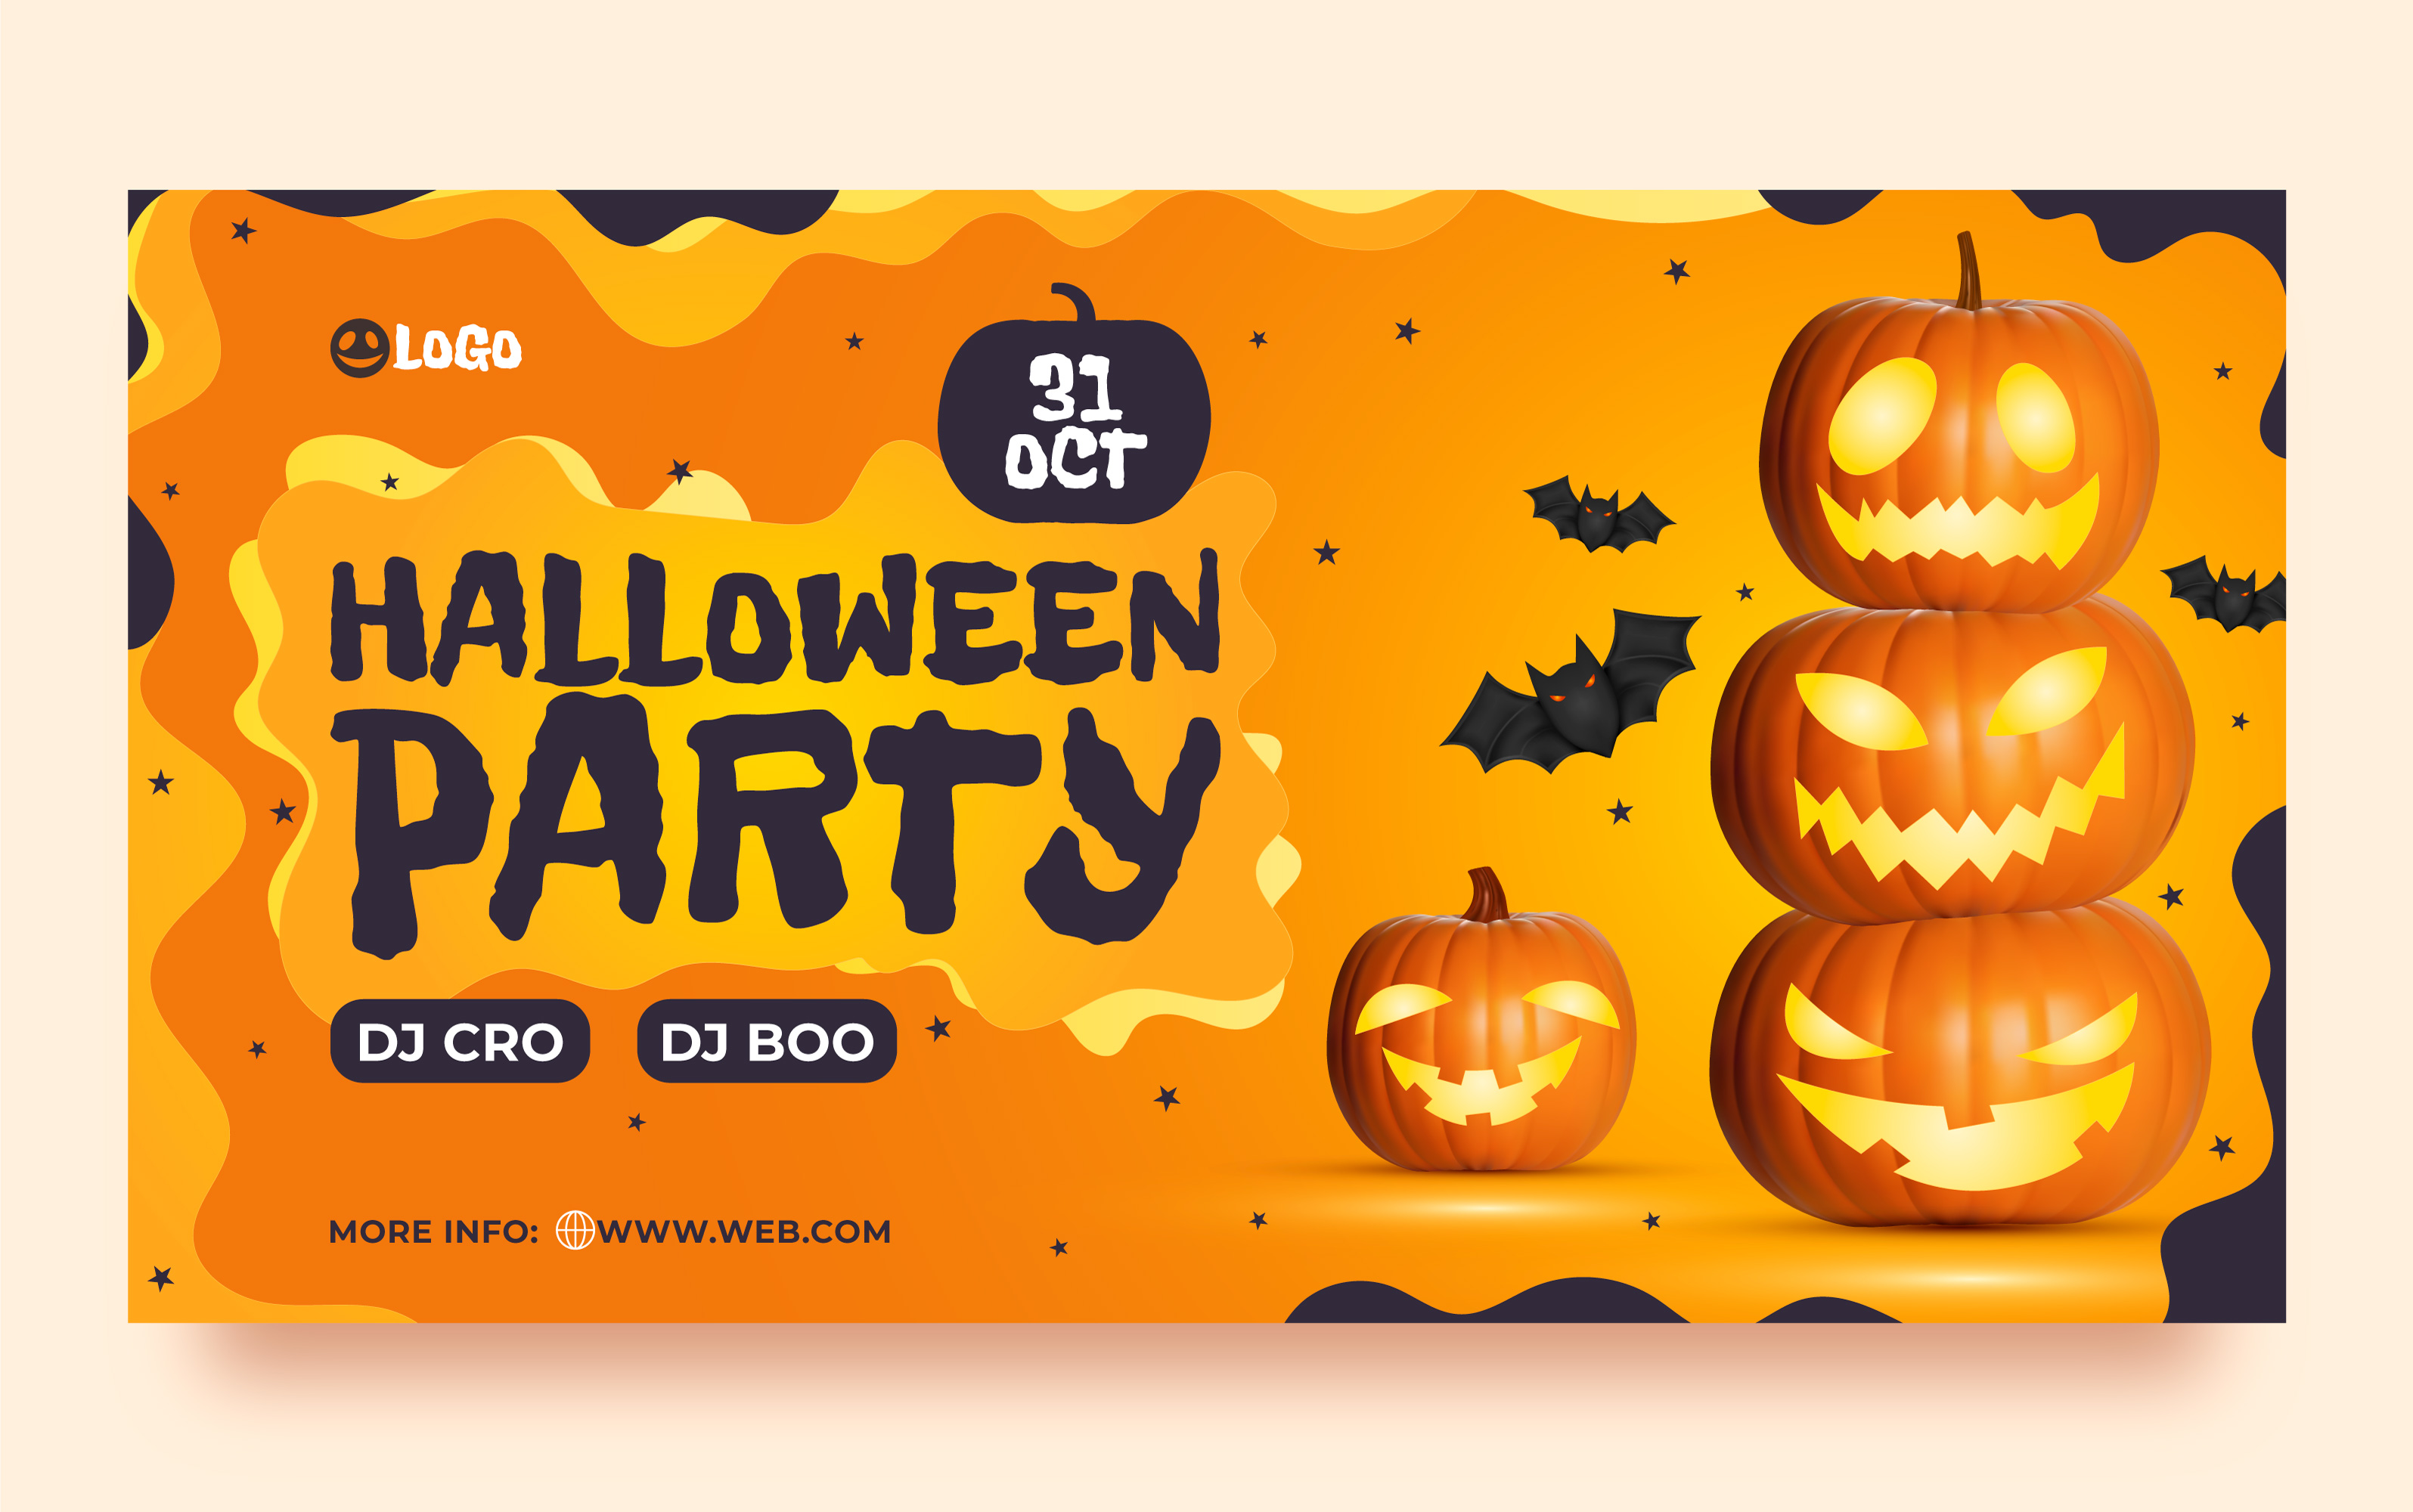 LOGO
31
OCT
HALLOWEEN
PARTY
DJ CRO
DJ BOO
MORE INFO: WWW.WEB.COM